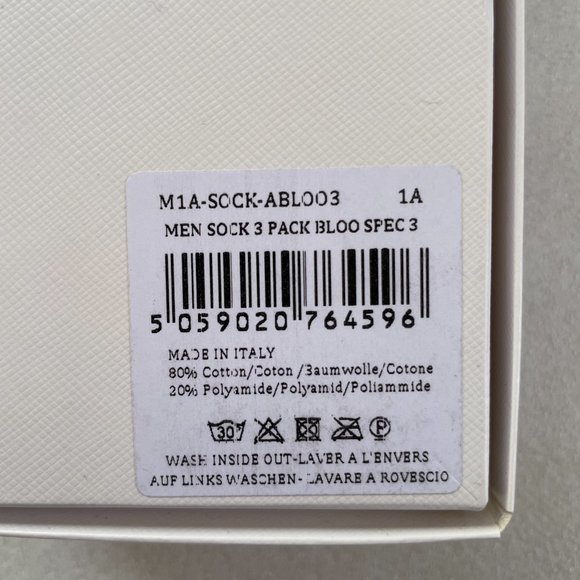 M1A-SOCK-ABLOO3 1A
MEN SOCK 3 PACK BLOO SPEC 3
5 059020 764596
MADE IN ITALY
80% Cotton/Coton/Baumwolle/Cotone
20% Polyamide/Polyamid/Poliammide
30° P
WASH INSIDE OUT-LAVER A L'ENVERS
AUF LINKS WASCHEN- LAVARE A ROVESCIO